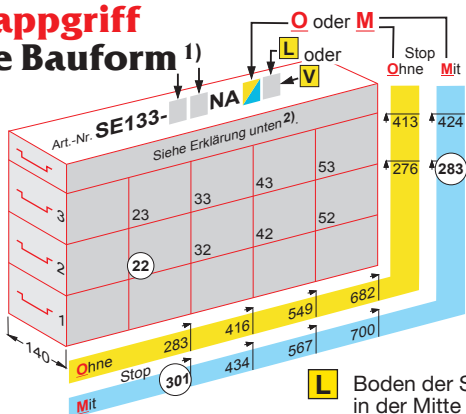 appgriff
e Bauform 1)
O oder M
L oder
V
Stop
Ohne Mit
Art.-Nr. SE133- NA
Siehe Erklärung unten 2).
413 424
276 283
3 23 33 43 53
2 22 32 42 52
1
140
Ohne 283 416 549 682
Stop
Mit 301 434 567 700
L Boden der S
in der Mitte